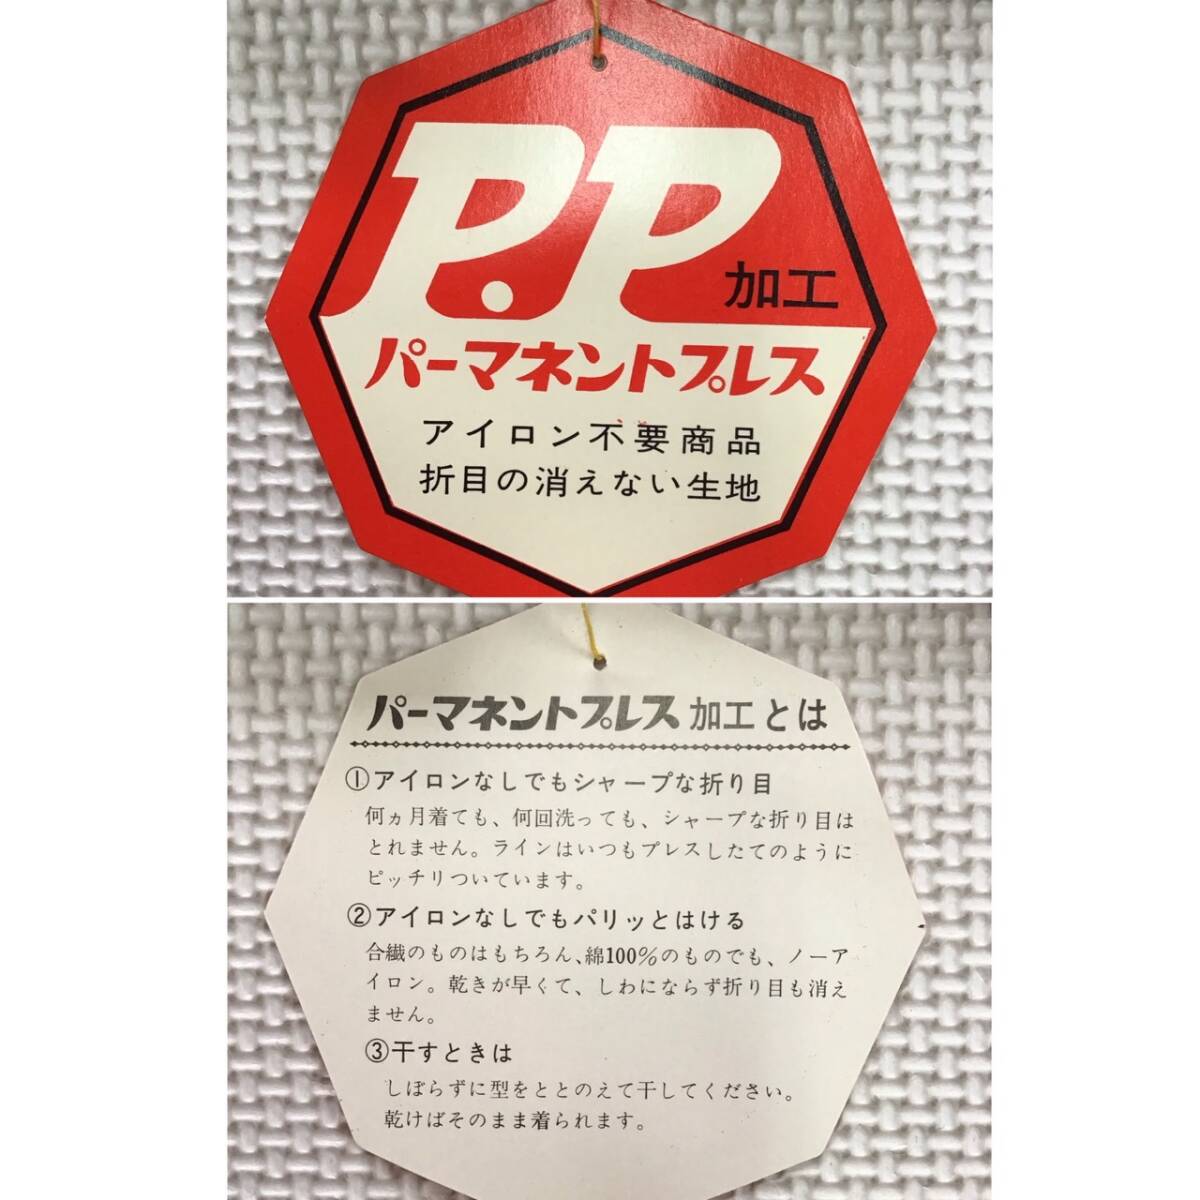 P.P加工
パーマネントプレス
アイロン不要商品
折目の消えない生地
パーマネントプレス加工とは
①アイロンなしでもシャープな折り目
何ヵ月着ても、何回洗っても、シャープな折り目は
とれません。ラインはいつもプレスしたてのように
ピッチリついています。
②アイロンなしでもパリッとはける
合繊のものはもちろん、綿100%のものでも、ノーア
イロン。乾きが早くて、しわにならず折り目も消え
ません。
③干すときは
しぼらずに型をととのえて干してください。
乾けばそのまま着られます。